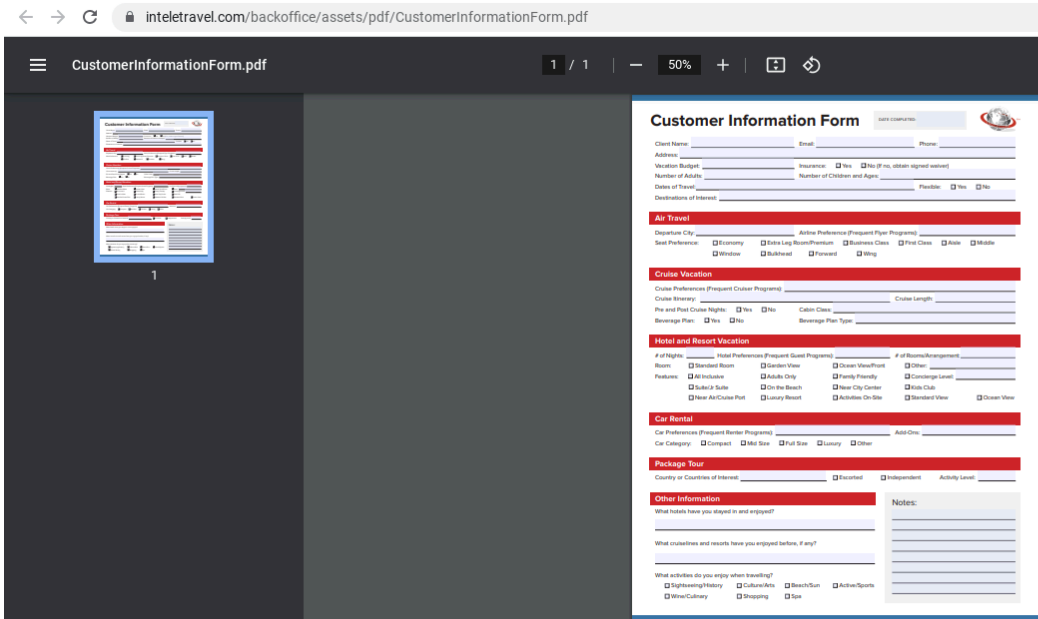 inteletravel.com/backoffice/assets/pdf/CustomerInformationForm.pdf
CustomerInformationForm.pdf 1 / 1 50%
1
Customer Information Form DATE COMPLETED:
Client Name: Email: Phone:
Address:
Vacation Budget: Insurance: Yes No (If no, obtain signed waiver)
Number of Adults: Number of Children and Ages:
Dates of Travel: Flexible: Yes No
Destinations of Interest:
Air Travel
Departure City: Airline Preference (Frequent Flyer Programs):
Seat Preference: Economy Extra Leg Room/Premium Business Class First Class Aisle Middle
Window Bulkhead Forward Wing
Cruise Vacation
Cruise Preferences (Frequent Cruiser Programs):
Cruise Itinerary: Cruise Length:
Pre and Post Cruise Nights: Yes No Cabin Class:
Beverage Plan: Yes No Beverage Plan Type:
Hotel and Resort Vacation
# of Nights: Hotel Preferences (Frequent Guest Programs): # of Rooms/Arrangement:
Room: Standard Room Garden View Ocean View/Front Other:
Features: All Inclusive Adults Only Family Friendly Concierge Level:
Suite/Jr Suite On the Beach Near City Center Kids Club
Near Air/Cruise Port Luxury Resort Activities On-Site Standard View Ocean View
Car Rental
Car Preferences (Frequent Renter Programs): Add-Ons:
Car Category: Compact Mid Size Full Size Luxury Other
Package Tour
Country or Countries of Interest: Escorted Independent Activity Level:
Other Information
What hotels have you stayed in and enjoyed?
What cruiselines and resorts have you enjoyed before, if any?
What activities do you enjoy when travelling?
Sightseeing/History Culture/Arts Beach/Sun Active/Sports
Wine/Culinary Shopping Spa
Notes: